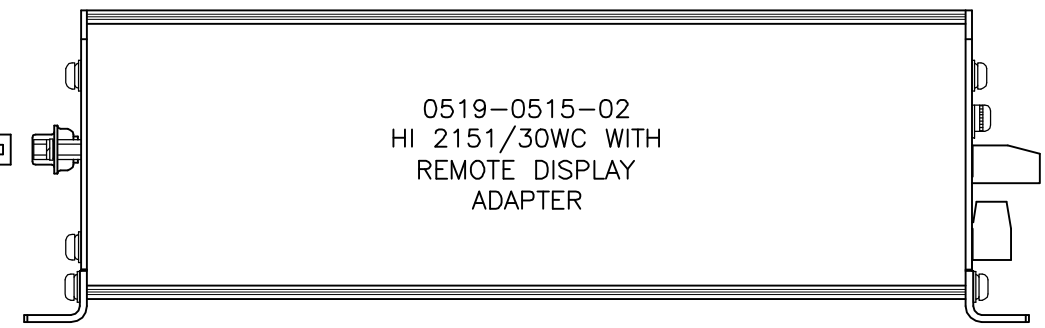 0519-0515-02
HI 2151/30WC WITH
REMOTE DISPLAY
ADAPTER